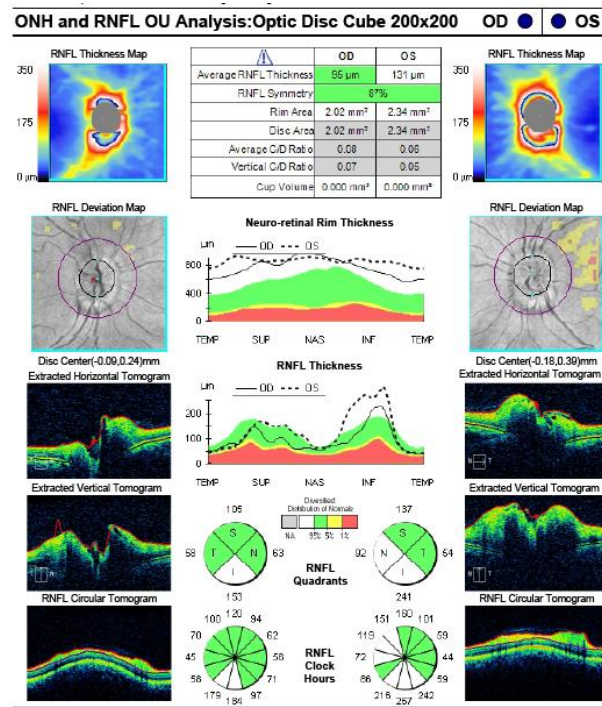 ONH and RNFL OU Analysis:Optic Disc Cube 200x200 OD OS
RNFL Thickness Map
350
175
0 µm
OD OS
Average RNFL Thickness 95 µm 131 µm
RNFL Symmetry 87%
Rim Area 2.02 mm² 2.34 mm²
Disc Area 2.02 mm² 2.34 mm²
Average C/D Ratio 0.08 0.06
Vertical C/D Ratio 0.07 0.05
Cup Volume 0.000 mm³ 0.000 mm³
RNFL Thickness Map
350
175
0 µm
RNFL Deviation Map
Disc Center(-0.09,0.24)mm
Neuro-retinal Rim Thickness
µm OD OS
800
400
0
TEMP SUP NAS INF TEMP
RNFL Deviation Map
Disc Center(-0.18,0.39)mm
Extracted Horizontal Tomogram
RNFL Thickness
µm OD OS
200
100
0
TEMP SUP NAS INF TEMP
Extracted Horizontal Tomogram
N T
Extracted Vertical Tomogram
Diversified:
Distribution of Normals
NA 95% 5% 1%
105
S
58 T N 63
I
153
RNFL
Quadrants
137
S
92 N T 54
I
241
Extracted Vertical Tomogram
RNFL Circular Tomogram
120
100 94
70 62
45 58
58 71
179 97
184
RNFL
Clock
Hours
160
151 101
119 59
72 44
86 59
216 242
267
RNFL Circular Tomogram